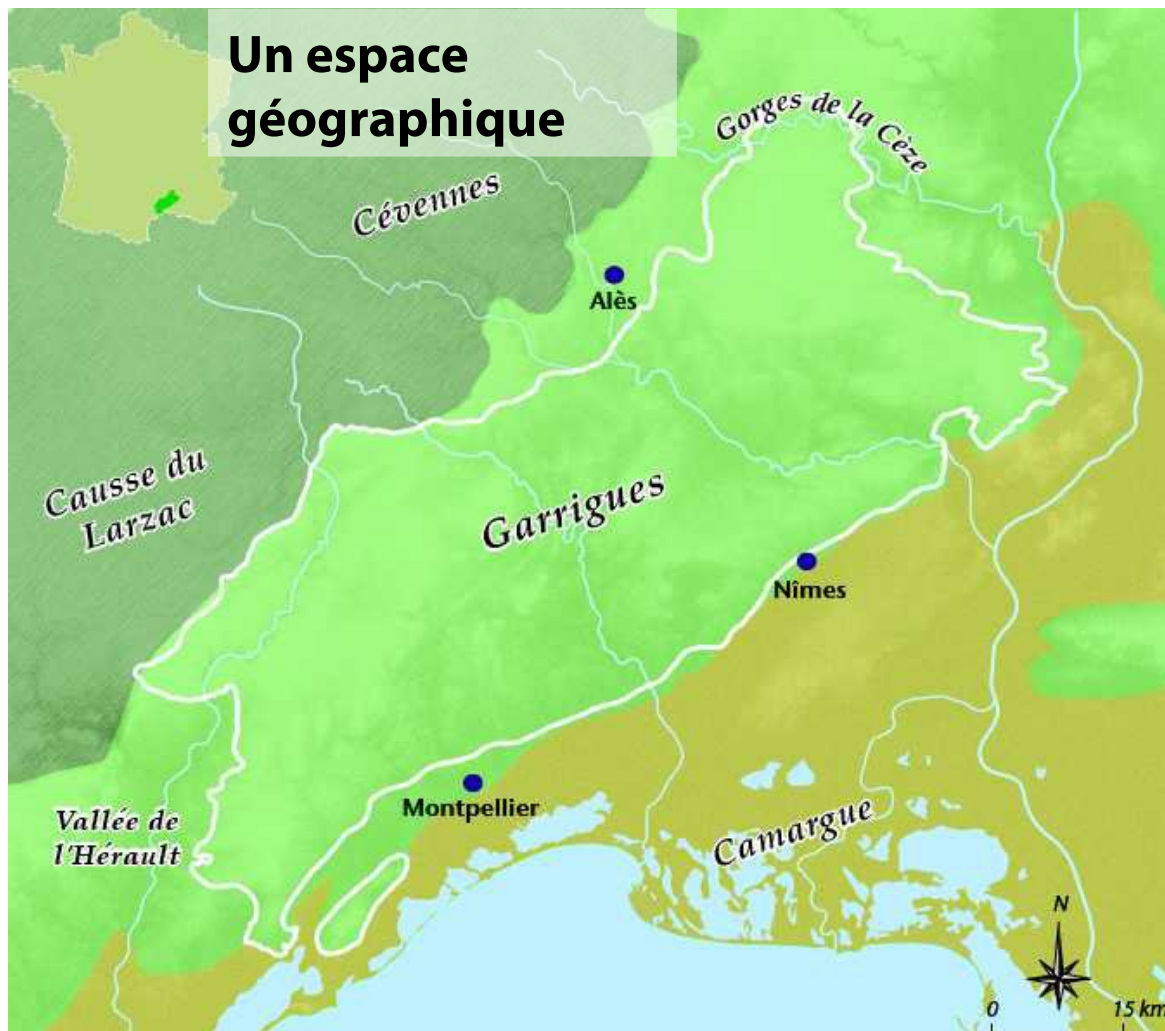 Un espace
géographique
Gorges de la Cèze
Cévennes
Alès
Causse du
Larzac
Garrigues
Nîmes
Montpellier
Vallée de
l'Hérault
Camargue
N
0 15 km